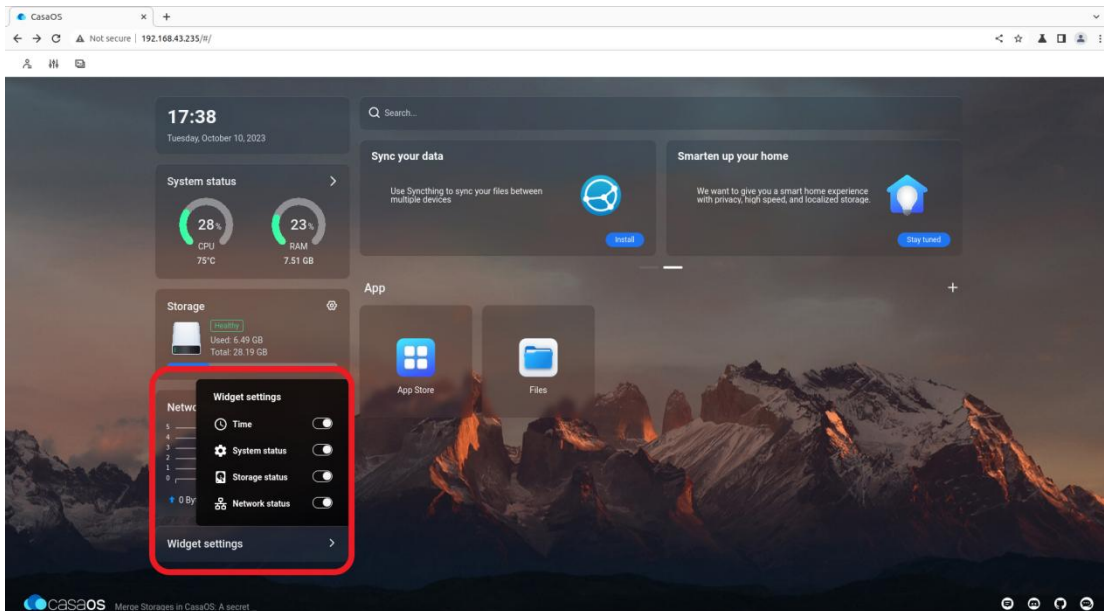 CasaOS
Not secure | 192.168.43.235/#/
17:38
Tuesday, October 10, 2023
Search...
System status
28%
CPU
75°C
23%
RAM
7.51 GB
Sync your data
Use Syncthing to sync your files between
multiple devices
Install
Smarten up your home
We want to give you a smart home experience
with privacy, high speed, and localized storage.
Stay tuned
Storage
Healthy
Used: 6.49 GB
Total: 28.19 GB
App
App Store
Files
Netwo
5
4
3
2
1
0
0 By
Widget settings
Time
System status
Storage status
Network status
Widget settings
CasaOS
Merge Storages in CasaOS: A secret